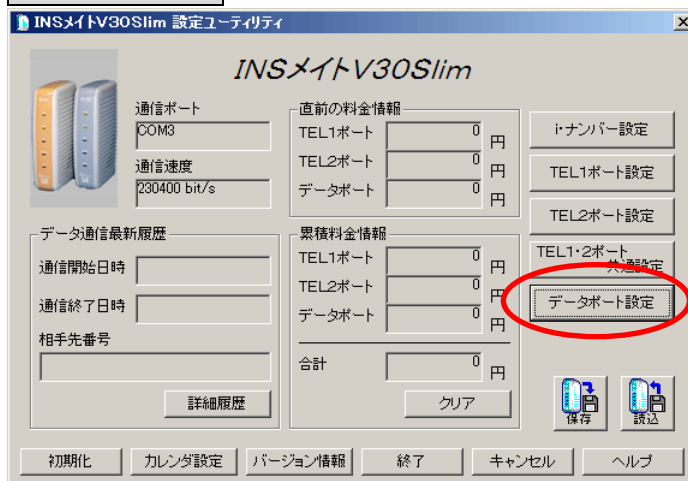 INSメイトV30Slim 設定ユーティリティ
INSメイトV30Slim
通信ポート
COM3
通信速度
230400 bit/s
直前の料金情報
TEL1ポート 0 円
TEL2ポート 0 円
データポート 0 円
i・ナンバー設定
TEL1ポート設定
TEL2ポート設定
TEL1・2ポート
共通設定
データポート設定
データ通信最新履歴
通信開始日時
通信終了日時
相手先番号
詳細履歴
累積料金情報
TEL1ポート 0 円
TEL2ポート 0 円
データポート 0 円
合計 0 円
クリア
保存
読込
初期化 カレンダ設定 バージョン情報 終了 キャンセル ヘルプ